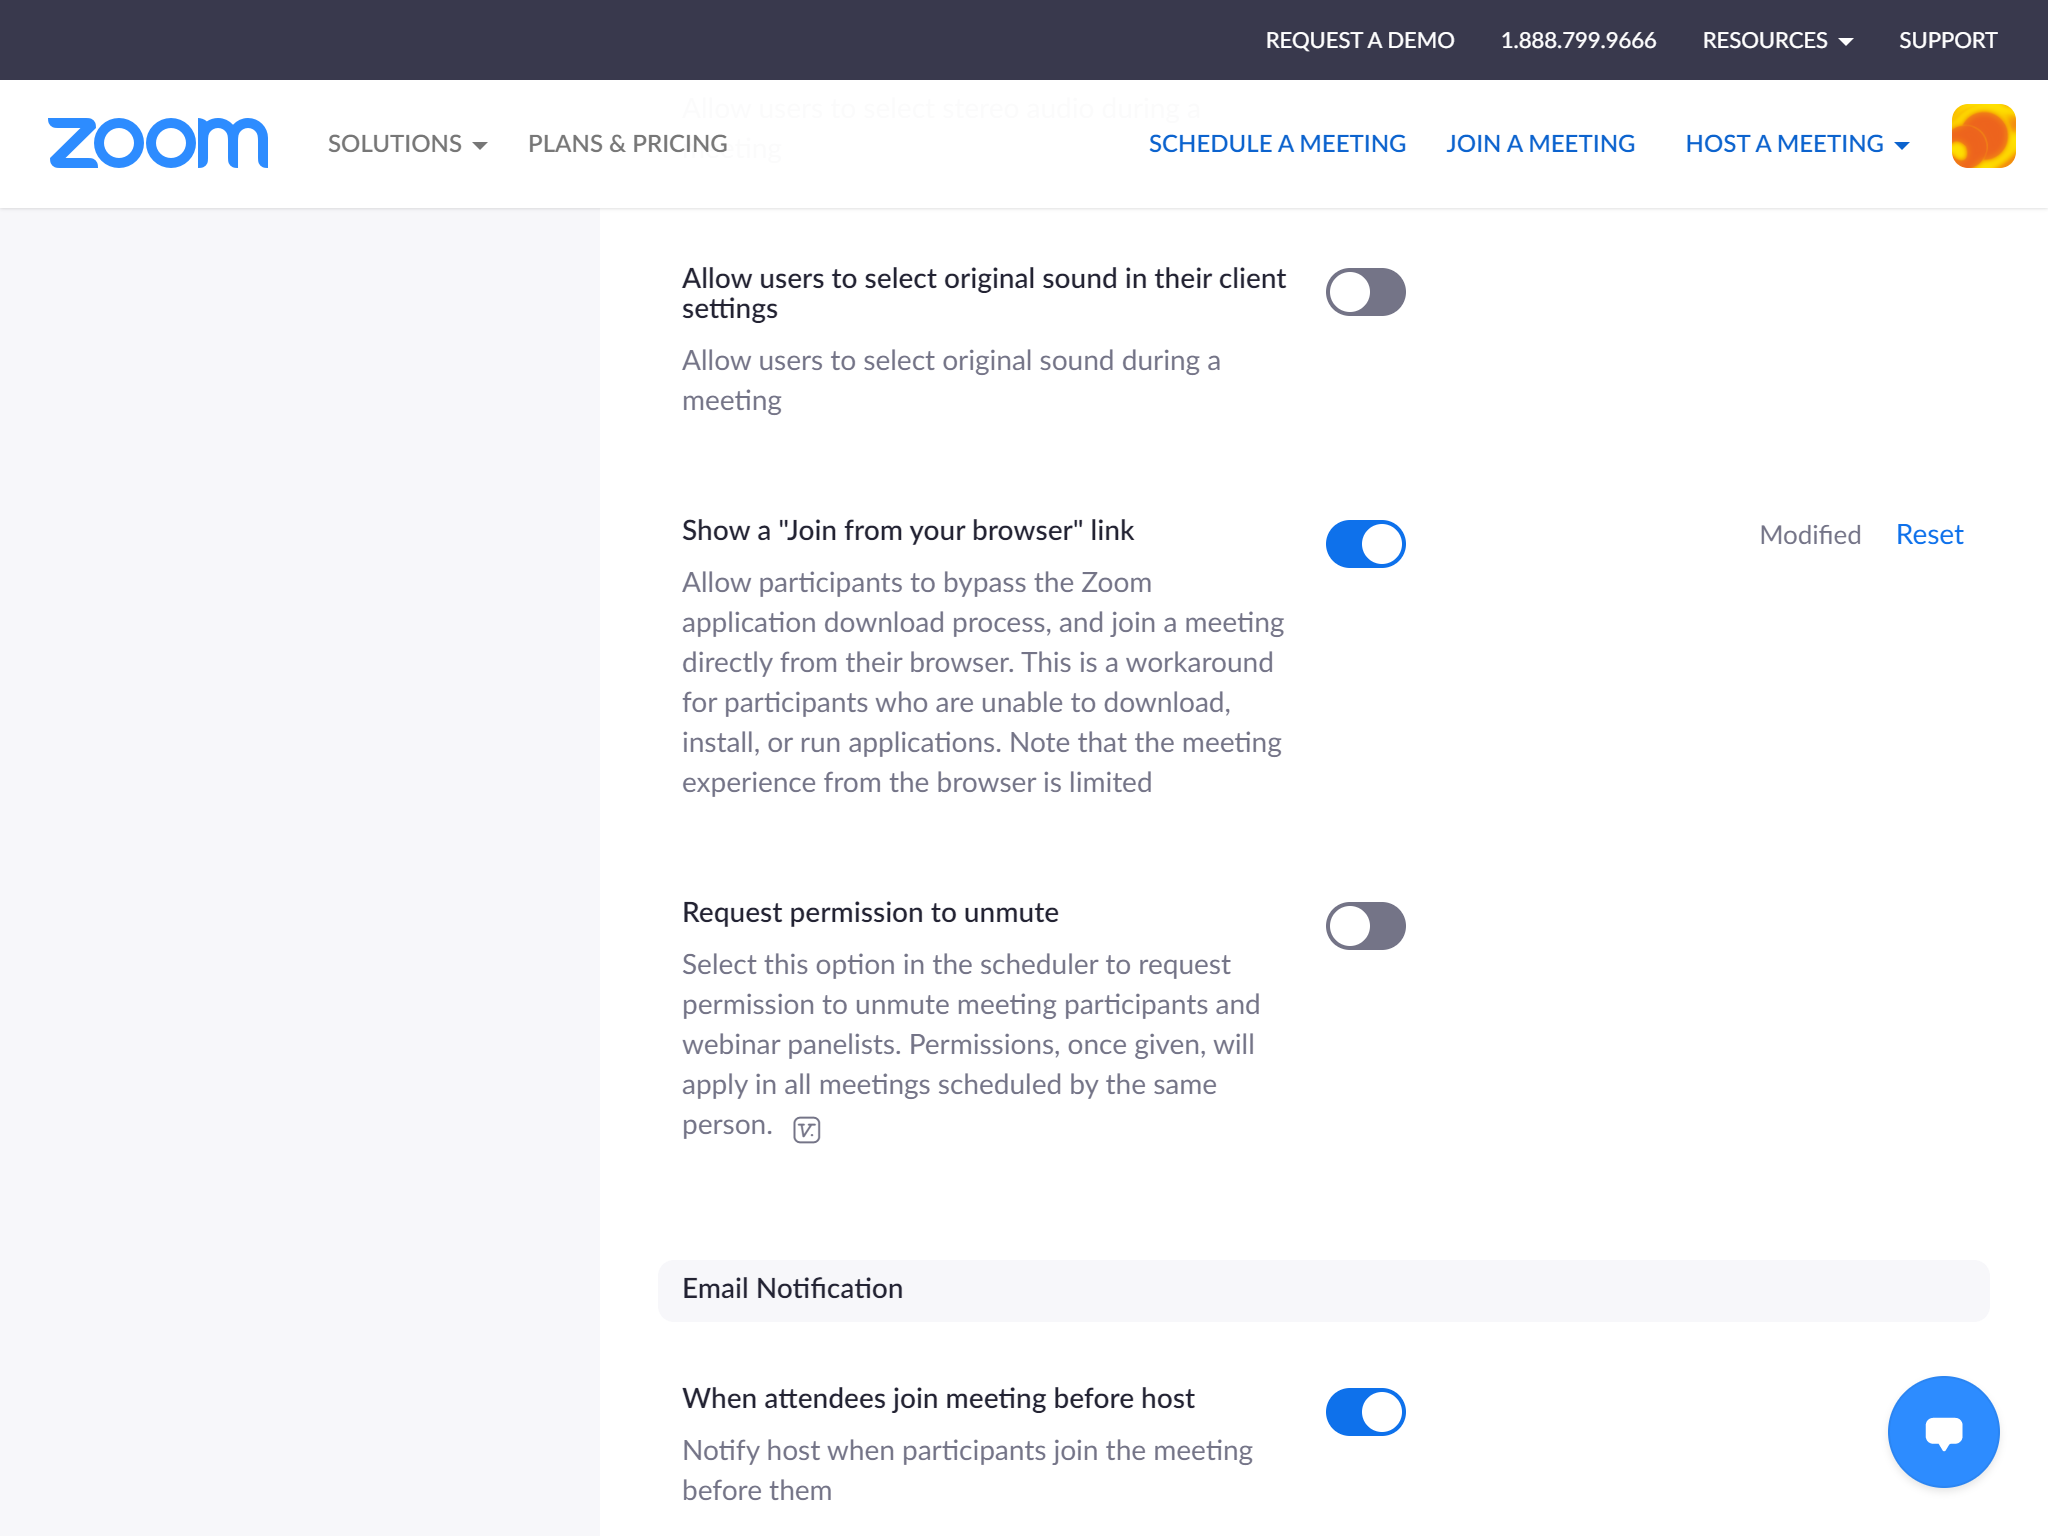 REQUEST A DEMO 1.888.799.9666 RESOURCES SUPPORT
Allow users to select stereo audio during a
meeting
zoom SOLUTIONS PLANS & PRICING SCHEDULE A MEETING JOIN A MEETING HOST A MEETING
Allow users to select original sound in their client
settings
Allow users to select original sound during a
meeting
Show a "Join from your browser" link
Modified Reset
Allow participants to bypass the Zoom
application download process, and join a meeting
directly from their browser. This is a workaround
for participants who are unable to download,
install, or run applications. Note that the meeting
experience from the browser is limited
Request permission to unmute
Select this option in the scheduler to request
permission to unmute meeting participants and
webinar panelists. Permissions, once given, will
apply in all meetings scheduled by the same
person. V.
Email Notification
When attendees join meeting before host
Notify host when participants join the meeting
before them